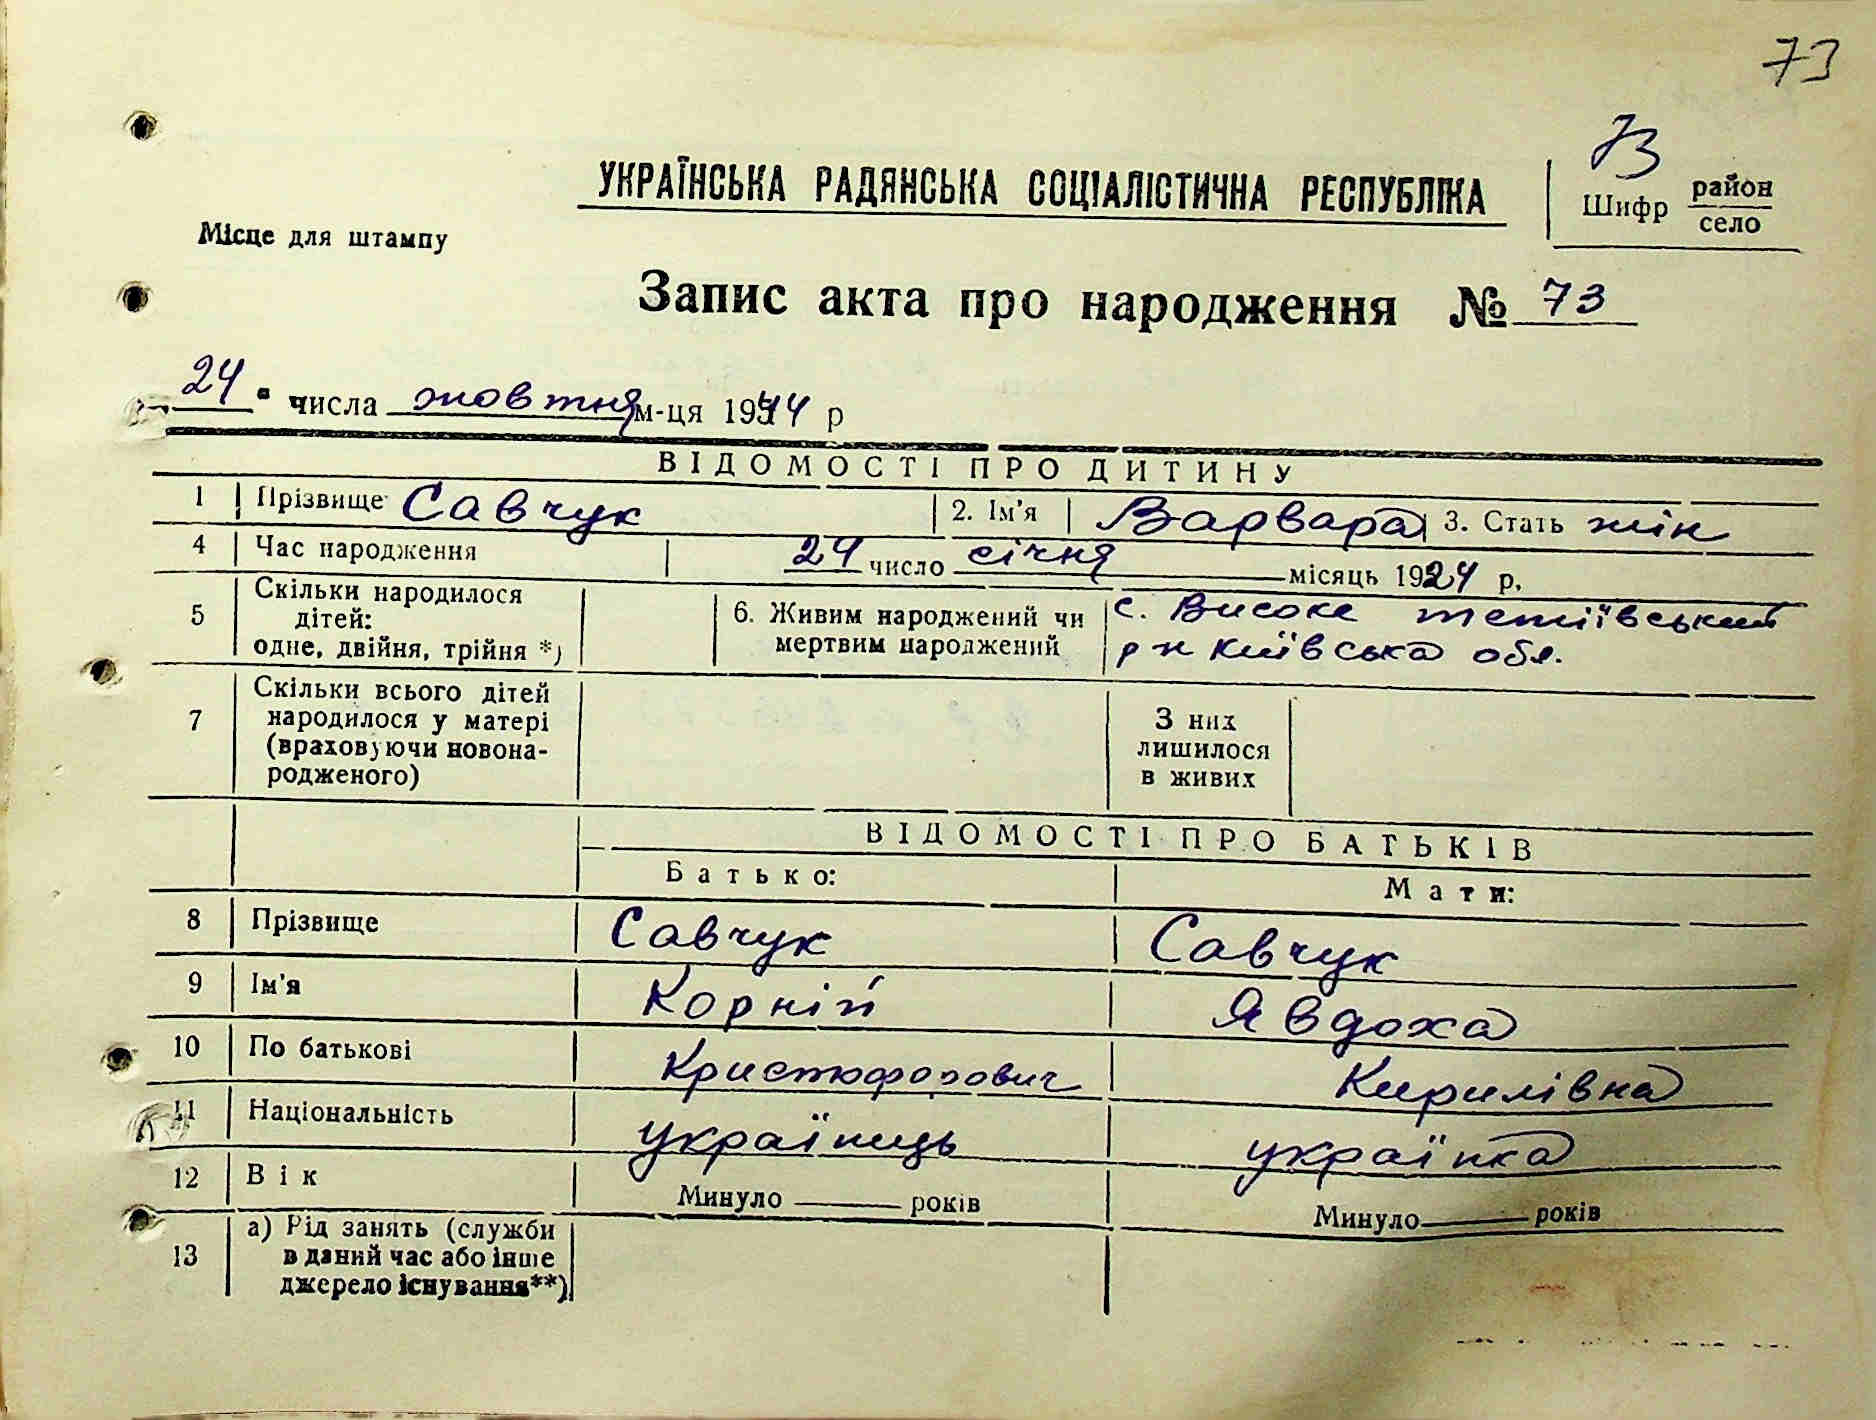 73
73
УКРАЇНСЬКА РАДЯНСЬКА СОЦІАЛІСТИЧНА РЕСПУБЛІКА
Шифр район село
Місце для штампу
Запис акта про народження № 73
24 " числа жовтня м-ця 1944 р
ВІДОМОСТІ ПРО ДИТИНУ
1 Прізвище Савчук 2. Ім'я Варвара 3. Стать жін
4 Час народження 24 число січня місяць 1924 р.
5 Скільки народилося дітей: одне, двійня, трійня *) 6. Живим народжений чи мертвим народжений с. Високе тетіївський р н Київська обл.
7 Скільки всього дітей народилося у матері (враховуючи новонародженого) З них лишилося в живих
ВІДОМОСТІ ПРО БАТЬКІВ
Батько: Мати:
8 Прізвище Савчук Савчук
9 Ім'я Корній Явдоха
10 По батькові Кристофорович Кирилівна
11 Національність українець українка
12 Вік Минуло років Минуло років
13 а) Рід занять (служби в даний час або інше джерело існування**)